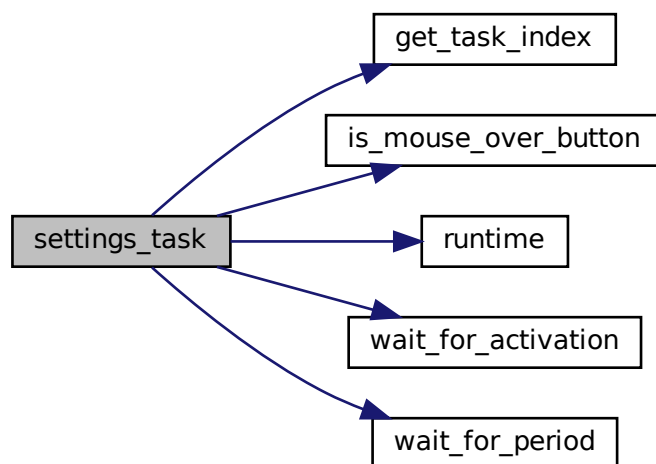 get_task_index
is_mouse_over_button
settings_task
runtime
wait_for_activation
wait_for_period